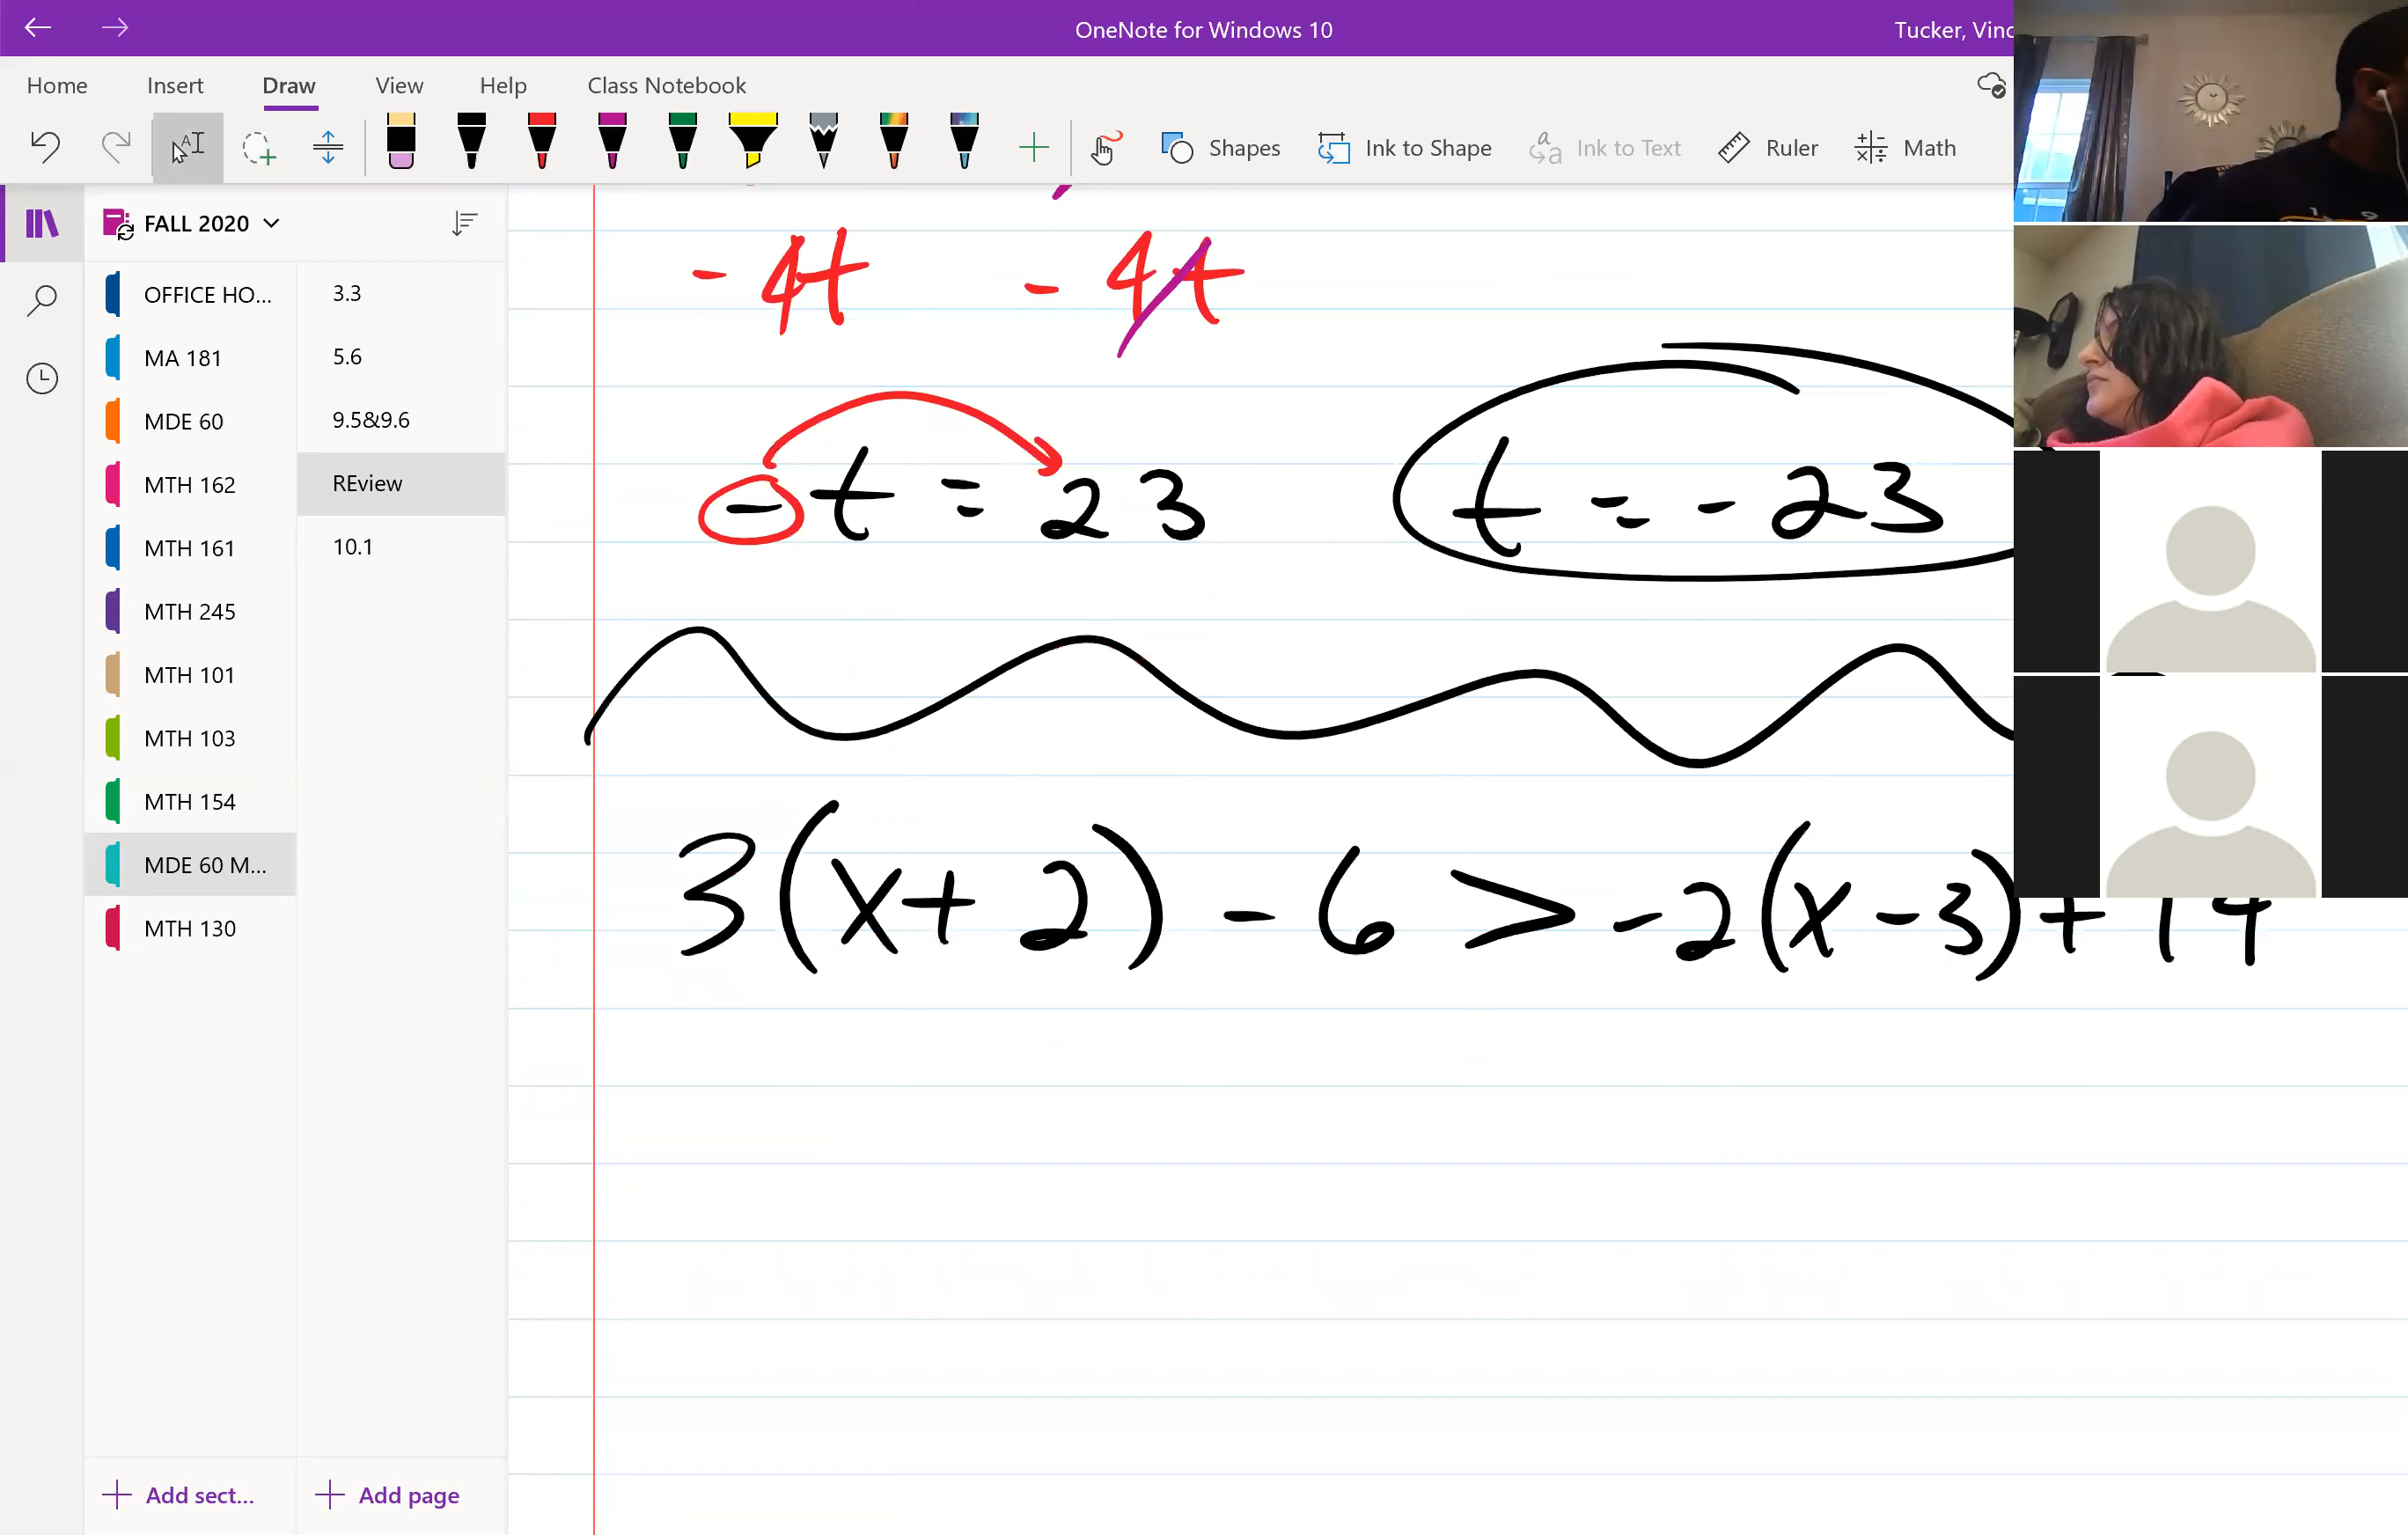 OneNote for Windows 10
Tucker, Vinc
Home Insert Draw View Help Class Notebook
Shapes Ink to Shape Ink to Text Ruler Math
FALL 2020
OFFICE HO...
MA 181
MDE 60
MTH 162
MTH 161
MTH 245
MTH 101
MTH 103
MTH 154
MDE 60 M...
MTH 130
Add sect...
3.3
5.6
9.5&9.6
REview
10.1
Add page
- 4t - 4t
-t = 23 t = -23
3(x+2) - 6 > -2(x-3) + 14